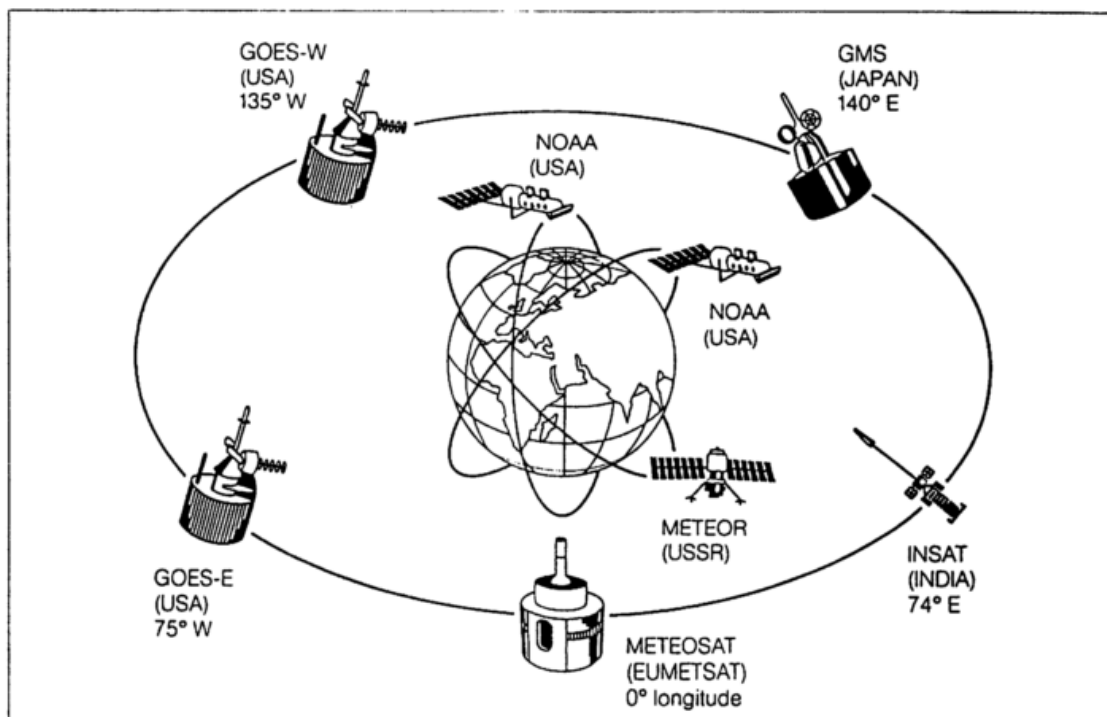 GOES-W
(USA)
135° W
GMS
(JAPAN)
140° E
NOAA
(USA)
NOAA
(USA)
METEOR
(USSR)
INSAT
(INDIA)
74° E
GOES-E
(USA)
75° W
METEOSAT
(EUMETSAT)
0° longitude